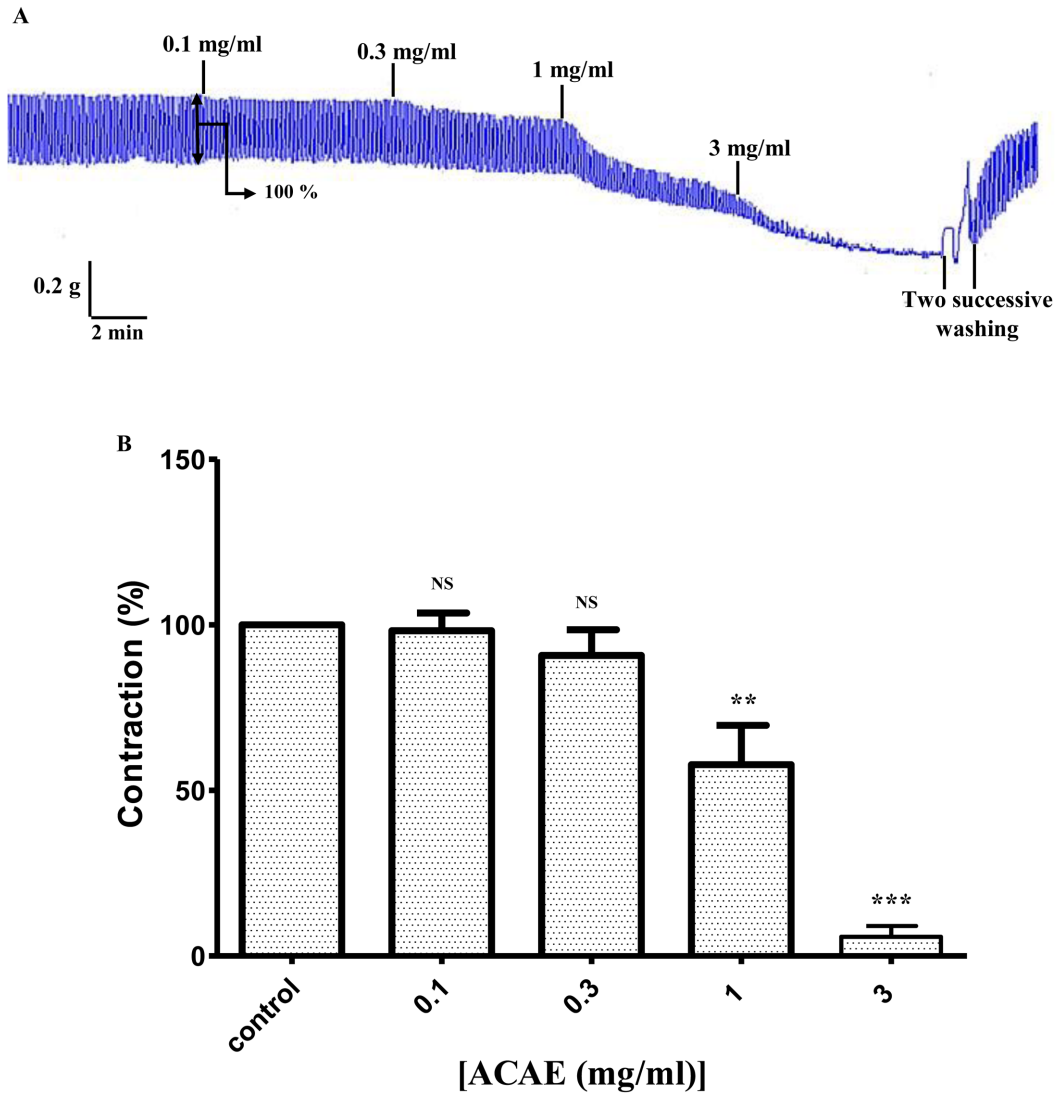 A
0.1 mg/ml
0.3 mg/ml
1 mg/ml
3 mg/ml
100 %
0.2 g
2 min
Two successive
washing
B
150
100
50
0
Contraction (%)
NS
NS
**
***
control
0.1
0.3
1
3
[ACAE (mg/ml)]